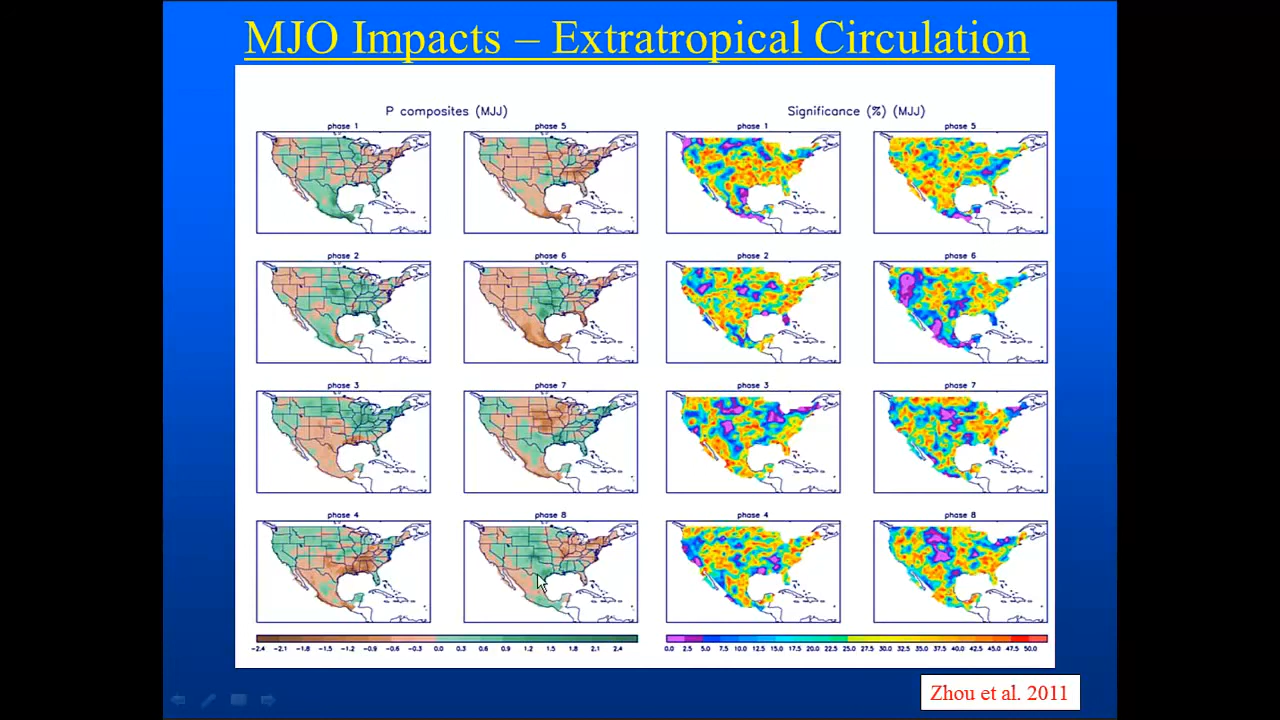 MJO Impacts – Extratropical Circulation
P composites (MJJ)
Significance (%) (MJJ)
phase 1
phase 5
phase 1
phase 5
phase 2
phase 6
phase 2
phase 6
phase 3
phase 7
phase 3
phase 7
phase 4
phase 8
phase 4
phase 8
-2.4 -2.1 -1.8 -1.5 -1.2 -0.9 -0.6 -0.3 0.0 0.3 0.6 0.9 1.2 1.5 1.8 2.1 2.4
0.0 2.5 5.0 7.5 10.0 12.5 15.0 17.5 20.0 22.5 25.0 27.5 30.0 32.5 35.0 37.5 40.0 42.5 45.0 47.5 50.0
Zhou et al. 2011